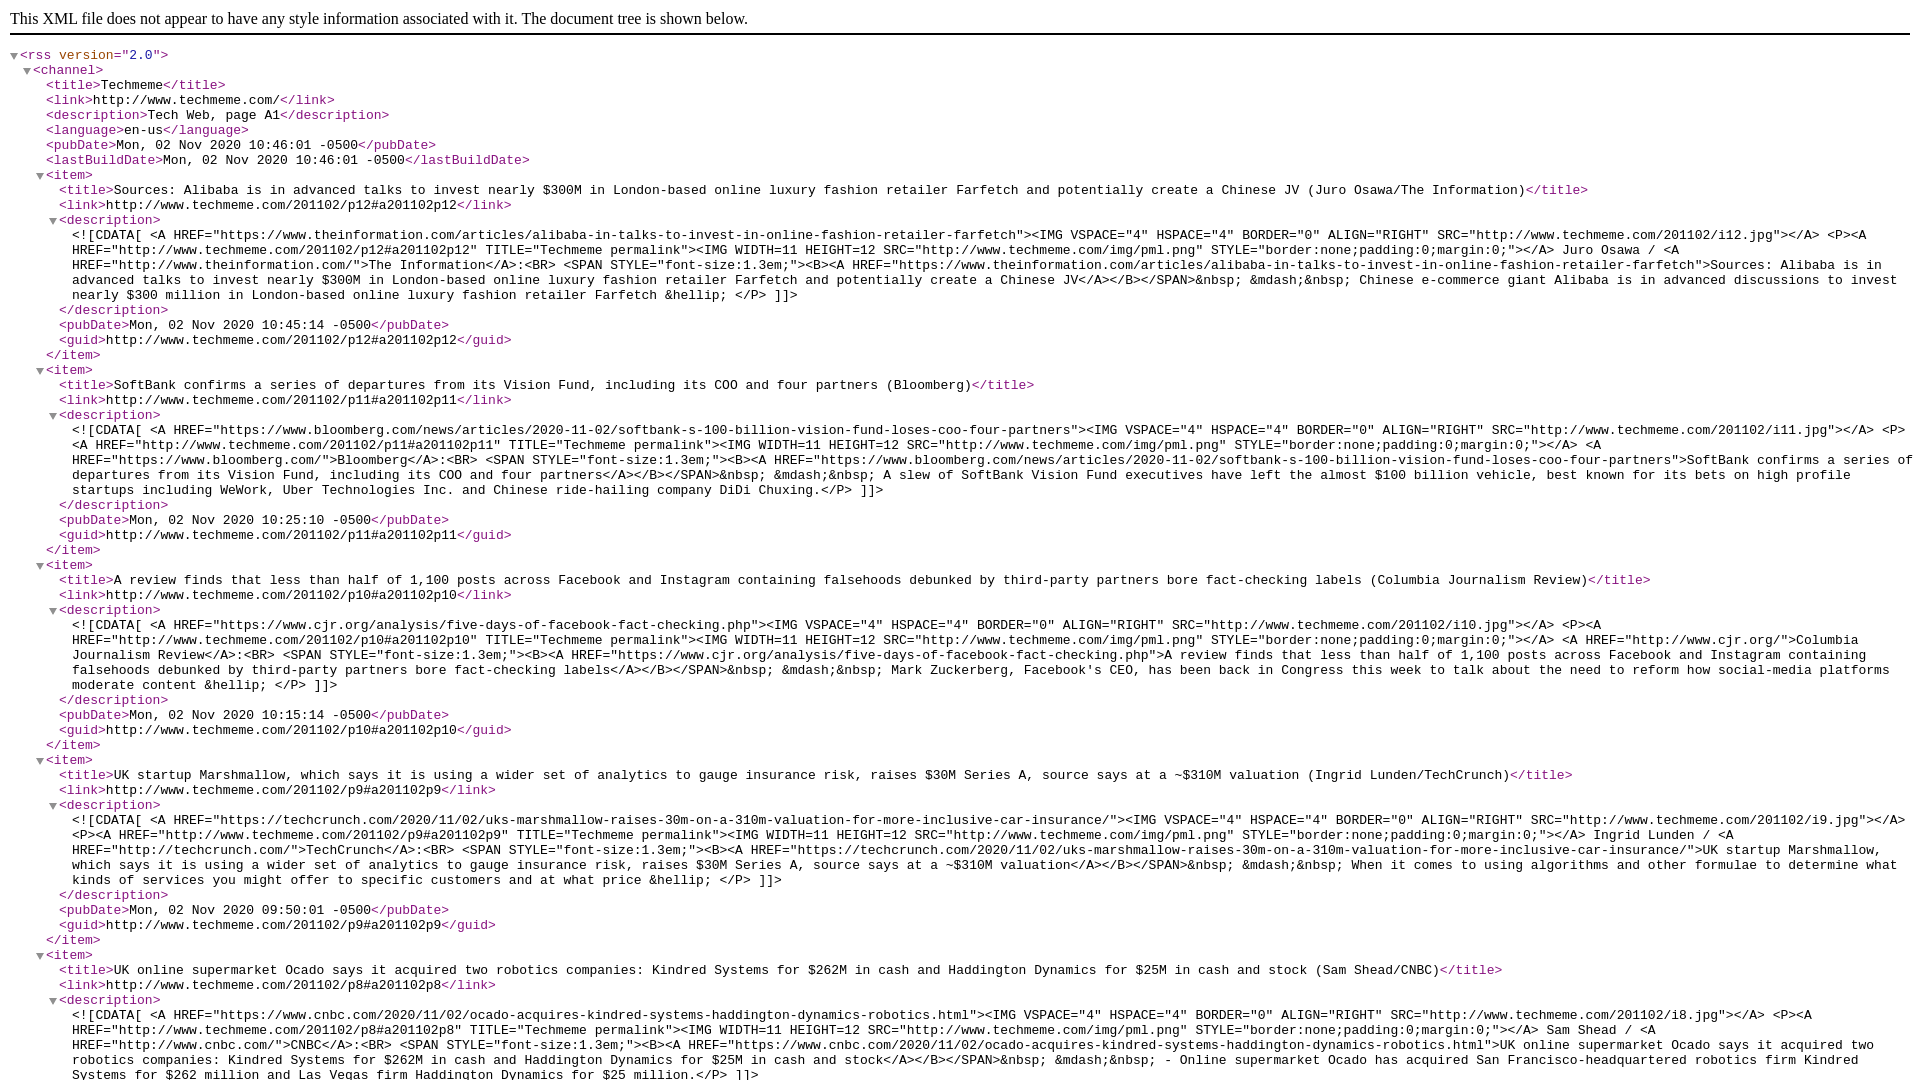 This XML file does not appear to have any style information associated with it. The document tree is shown below.
<rss version="2.0">
<channel>
<title>Techmeme</title>
<link>http://www.techmeme.com/</link>
<description>Tech Web, page A1</description>
<language>en-us</language>
<pubDate>Mon, 02 Nov 2020 10:46:01 -0500</pubDate>
<lastBuildDate>Mon, 02 Nov 2020 10:46:01 -0500</lastBuildDate>
<item>
<title>Sources: Alibaba is in advanced talks to invest nearly $300M in London-based online luxury fashion retailer Farfetch and potentially create a Chinese JV (Juro Osawa/The Information)</title>
<link>http://www.techmeme.com/201102/p12#a201102p12</link>
<description>
<![CDATA[ <A HREF="https://www.theinformation.com/articles/alibaba-in-talks-to-invest-in-online-fashion-retailer-farfetch"><IMG VSPACE="4" HSPACE="4" BORDER="0" ALIGN="RIGHT" SRC="http://www.techmeme.com/201102/i12.jpg"></A> <P><A
HREF="http://www.techmeme.com/201102/p12#a201102p12" TITLE="Techmeme permalink"><IMG WIDTH=11 HEIGHT=12 SRC="http://www.techmeme.com/img/pml.png" STYLE="border:none;padding:0;margin:0;"></A> Juro Osawa / <A
HREF="http://www.theinformation.com/">The Information</A>:<BR> <SPAN STYLE="font-size:1.3em;"><B><A HREF="https://www.theinformation.com/articles/alibaba-in-talks-to-invest-in-online-fashion-retailer-farfetch">Sources: Alibaba is in
advanced talks to invest nearly $300M in London-based online luxury fashion retailer Farfetch and potentially create a Chinese JV</A></B></SPAN>&nbsp; &mdash;&nbsp; Chinese e-commerce giant Alibaba is in advanced discussions to invest
nearly $300 million in London-based online luxury fashion retailer Farfetch &hellip; </P> ]]>
</description>
<pubDate>Mon, 02 Nov 2020 10:45:14 -0500</pubDate>
<guid>http://www.techmeme.com/201102/p12#a201102p12</guid>
</item>
<item>
<title>SoftBank confirms a series of departures from its Vision Fund, including its COO and four partners (Bloomberg)</title>
<link>http://www.techmeme.com/201102/p11#a201102p11</link>
<description>
<![CDATA[ <A HREF="https://www.bloomberg.com/news/articles/2020-11-02/softbank-s-100-billion-vision-fund-loses-coo-four-partners"><IMG VSPACE="4" HSPACE="4" BORDER="0" ALIGN="RIGHT" SRC="http://www.techmeme.com/201102/i11.jpg"></A> <P>
<A HREF="http://www.techmeme.com/201102/p11#a201102p11" TITLE="Techmeme permalink"><IMG WIDTH=11 HEIGHT=12 SRC="http://www.techmeme.com/img/pml.png" STYLE="border:none;padding:0;margin:0;"></A> <A
HREF="https://www.bloomberg.com/">Bloomberg</A>:<BR> <SPAN STYLE="font-size:1.3em;"><B><A HREF="https://www.bloomberg.com/news/articles/2020-11-02/softbank-s-100-billion-vision-fund-loses-coo-four-partners">SoftBank confirms a series of
departures from its Vision Fund, including its COO and four partners</A></B></SPAN>&nbsp; &mdash;&nbsp; A slew of SoftBank Vision Fund executives have left the almost $100 billion vehicle, best known for its bets on high profile
startups including WeWork, Uber Technologies Inc. and Chinese ride-hailing company DiDi Chuxing.</P> ]]>
</description>
<pubDate>Mon, 02 Nov 2020 10:25:10 -0500</pubDate>
<guid>http://www.techmeme.com/201102/p11#a201102p11</guid>
</item>
<item>
<title>A review finds that less than half of 1,100 posts across Facebook and Instagram containing falsehoods debunked by third-party partners bore fact-checking labels (Columbia Journalism Review)</title>
<link>http://www.techmeme.com/201102/p10#a201102p10</link>
<description>
<![CDATA[ <A HREF="https://www.cjr.org/analysis/five-days-of-facebook-fact-checking.php"><IMG VSPACE="4" HSPACE="4" BORDER="0" ALIGN="RIGHT" SRC="http://www.techmeme.com/201102/i10.jpg"></A> <P><A
HREF="http://www.techmeme.com/201102/p10#a201102p10" TITLE="Techmeme permalink"><IMG WIDTH=11 HEIGHT=12 SRC="http://www.techmeme.com/img/pml.png" STYLE="border:none;padding:0;margin:0;"></A> <A HREF="http://www.cjr.org/">Columbia
Journalism Review</A>:<BR> <SPAN STYLE="font-size:1.3em;"><B><A HREF="https://www.cjr.org/analysis/five-days-of-facebook-fact-checking.php">A review finds that less than half of 1,100 posts across Facebook and Instagram containing
falsehoods debunked by third-party partners bore fact-checking labels</A></B></SPAN>&nbsp; &mdash;&nbsp; Mark Zuckerberg, Facebook's CEO, has been back in Congress this week to talk about the need to reform how social-media platforms
moderate content &hellip; </P> ]]>
</description>
<pubDate>Mon, 02 Nov 2020 10:15:14 -0500</pubDate>
<guid>http://www.techmeme.com/201102/p10#a201102p10</guid>
</item>
<item>
<title>UK startup Marshmallow, which says it is using a wider set of analytics to gauge insurance risk, raises $30M Series A, source says at a ~$310M valuation (Ingrid Lunden/TechCrunch)</title>
<link>http://www.techmeme.com/201102/p9#a201102p9</link>
<description>
<![CDATA[ <A HREF="https://techcrunch.com/2020/11/02/uks-marshmallow-raises-30m-on-a-310m-valuation-for-more-inclusive-car-insurance/"><IMG VSPACE="4" HSPACE="4" BORDER="0" ALIGN="RIGHT" SRC="http://www.techmeme.com/201102/i9.jpg"></A>
<P><A HREF="http://www.techmeme.com/201102/p9#a201102p9" TITLE="Techmeme permalink"><IMG WIDTH=11 HEIGHT=12 SRC="http://www.techmeme.com/img/pml.png" STYLE="border:none;padding:0;margin:0;"></A> Ingrid Lunden / <A
HREF="http://techcrunch.com/">TechCrunch</A>:<BR> <SPAN STYLE="font-size:1.3em;"><B><A HREF="https://techcrunch.com/2020/11/02/uks-marshmallow-raises-30m-on-a-310m-valuation-for-more-inclusive-car-insurance/">UK startup Marshmallow,
which says it is using a wider set of analytics to gauge insurance risk, raises $30M Series A, source says at a ~$310M valuation</A></B></SPAN>&nbsp; &mdash;&nbsp; When it comes to using algorithms and other formulae to determine what
kinds of services you might offer to specific customers and at what price &hellip; </P> ]]>
</description>
<pubDate>Mon, 02 Nov 2020 09:50:01 -0500</pubDate>
<guid>http://www.techmeme.com/201102/p9#a201102p9</guid>
</item>
<item>
<title>UK online supermarket Ocado says it acquired two robotics companies: Kindred Systems for $262M in cash and Haddington Dynamics for $25M in cash and stock (Sam Shead/CNBC)</title>
<link>http://www.techmeme.com/201102/p8#a201102p8</link>
<description>
<![CDATA[ <A HREF="https://www.cnbc.com/2020/11/02/ocado-acquires-kindred-systems-haddington-dynamics-robotics.html"><IMG VSPACE="4" HSPACE="4" BORDER="0" ALIGN="RIGHT" SRC="http://www.techmeme.com/201102/i8.jpg"></A> <P><A
HREF="http://www.techmeme.com/201102/p8#a201102p8" TITLE="Techmeme permalink"><IMG WIDTH=11 HEIGHT=12 SRC="http://www.techmeme.com/img/pml.png" STYLE="border:none;padding:0;margin:0;"></A> Sam Shead / <A
HREF="http://www.cnbc.com/">CNBC</A>:<BR> <SPAN STYLE="font-size:1.3em;"><B><A HREF="https://www.cnbc.com/2020/11/02/ocado-acquires-kindred-systems-haddington-dynamics-robotics.html">UK online supermarket Ocado says it acquired two
robotics companies: Kindred Systems for $262M in cash and Haddington Dynamics for $25M in cash and stock</A></B></SPAN>&nbsp; &mdash;&nbsp; - Online supermarket Ocado has acquired San Francisco-headquartered robotics firm Kindred
Systems for $262 million and Las Vegas firm Haddington Dynamics for $25 million.</P> ]]>